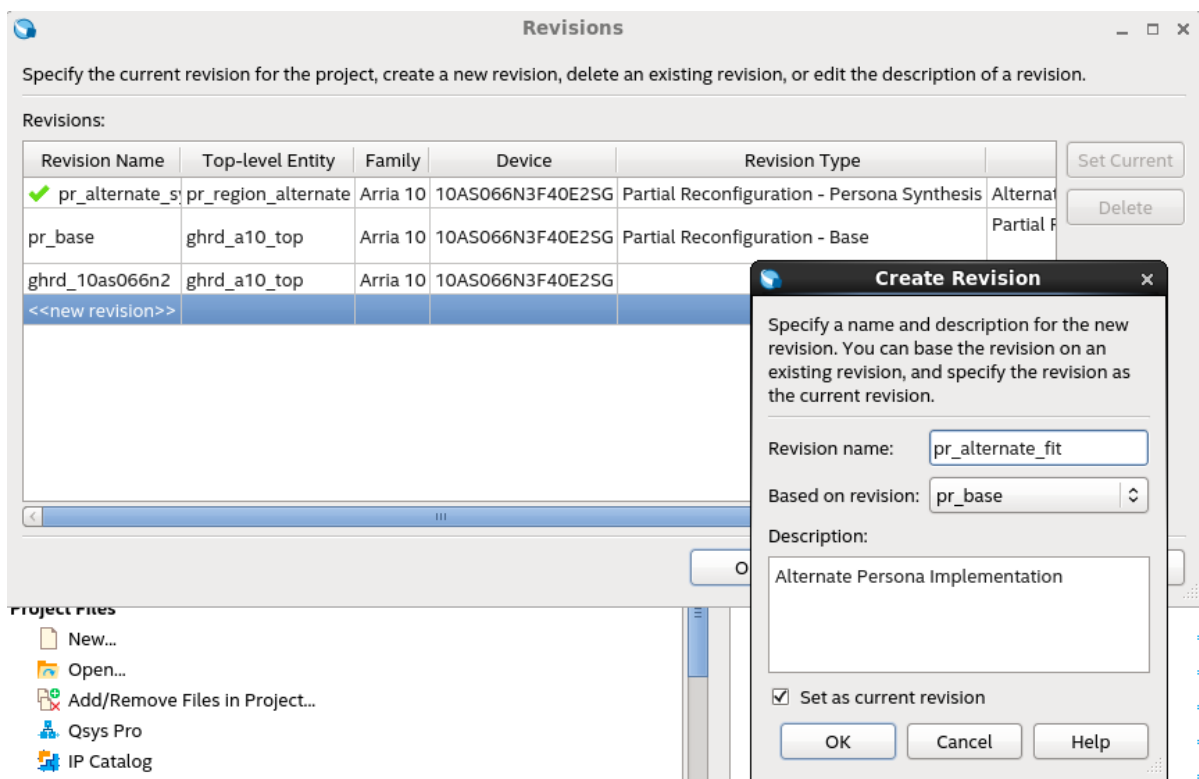 Revisions
Specify the current revision for the project, create a new revision, delete an existing revision, or edit the description of a revision.
Revisions:
Revision Name Top-level Entity Family Device Revision Type
Set Current
pr_alternate_s pr_region_alternate Arria 10 10AS066N3F40E2SG Partial Reconfiguration - Persona Synthesis Alternat
Delete
pr_base ghrd_a10_top Arria 10 10AS066N3F40E2SG Partial Reconfiguration - Base Partial
ghrd_10as066n2 ghrd_a10_top Arria 10 10AS066N3F40E2SG
<<new revision>>
Create Revision
Specify a name and description for the new
revision. You can base the revision on an
existing revision, and specify the revision as
the current revision.
Revision name: pr_alternate_fit
Based on revision: pr_base
Description:
Alternate Persona Implementation
Set as current revision
OK Cancel Help
O
Project Files
New...
Open...
Add/Remove Files in Project...
Qsys Pro
IP Catalog